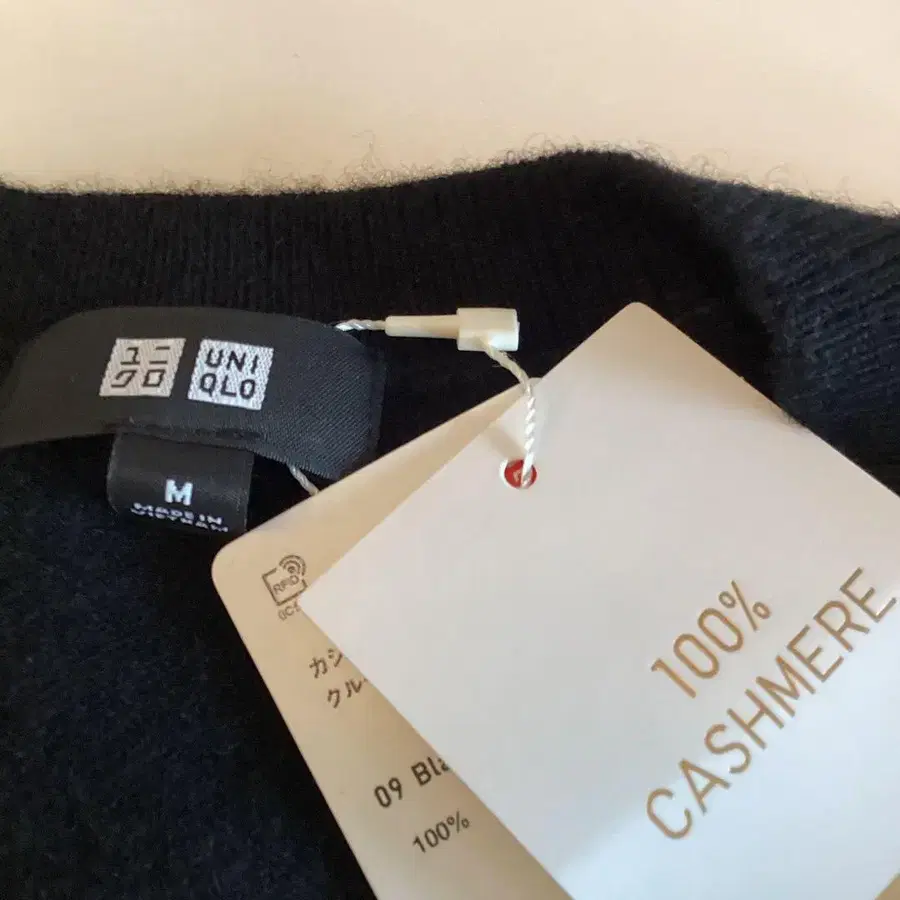 ユニ
クロ
UNI
QLO
M
MADE IN
VIETNAM
RFID
カシ
クル
09 Bla
100%
100%
CASHMERE